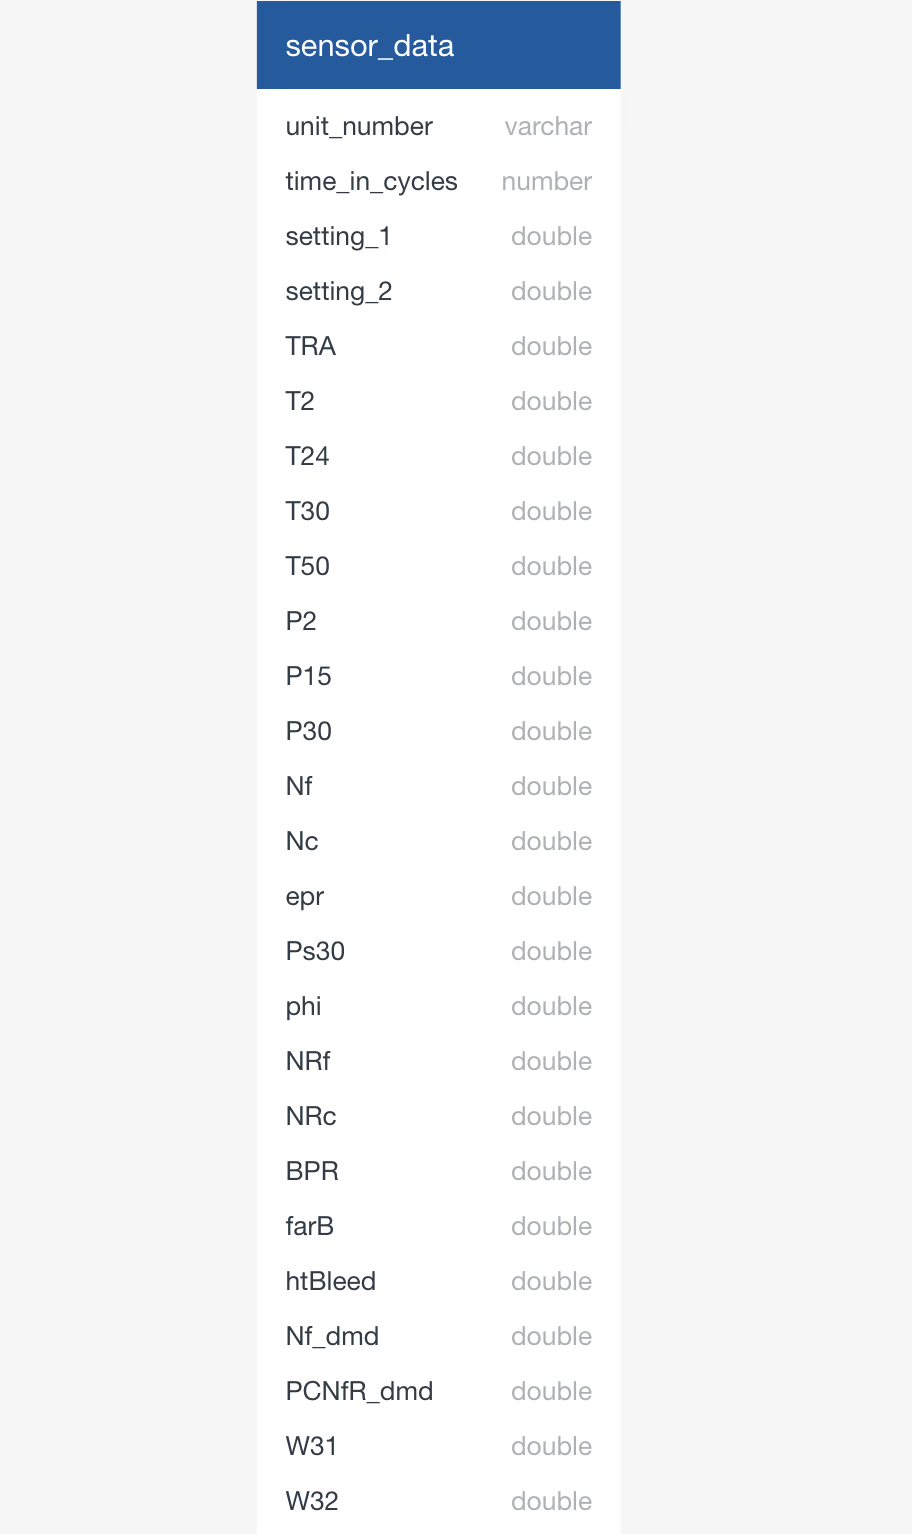 sensor_data
unit_number varchar
time_in_cycles number
setting_1 double
setting_2 double
TRA double
T2 double
T24 double
T30 double
T50 double
P2 double
P15 double
P30 double
Nf double
Nc double
epr double
Ps30 double
phi double
NRf double
NRc double
BPR double
farB double
htBleed double
Nf_dmd double
PCNfR_dmd double
W31 double
W32 double